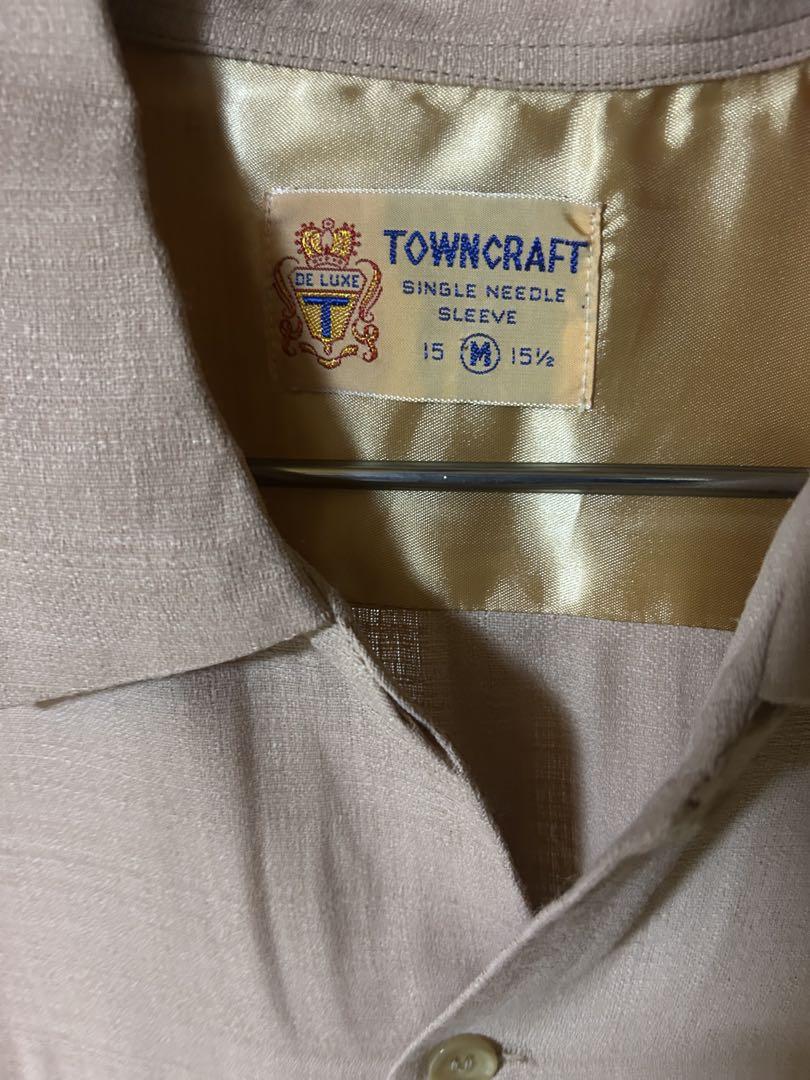 DE LUXE
T
TOWNCRAFT
SINGLE NEEDLE
SLEEVE
15 M 15½